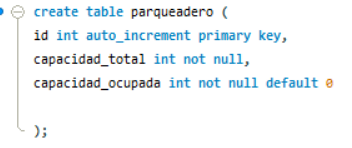 create table parqueadero (
id int auto_increment primary key,
capacidad_total int not null,
capacidad_ocupada int not null default 0
);